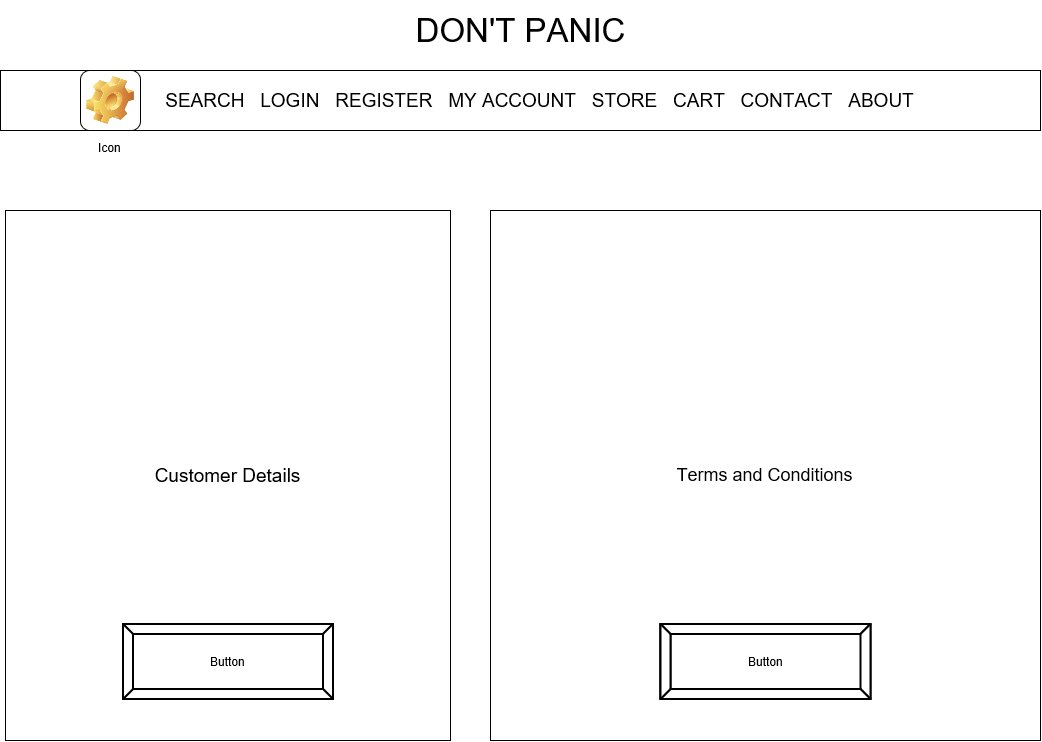 DON'T PANIC
SEARCH LOGIN REGISTER MY ACCOUNT STORE CART CONTACT ABOUT
Icon
Customer Details
Terms and Conditions
Button
Button